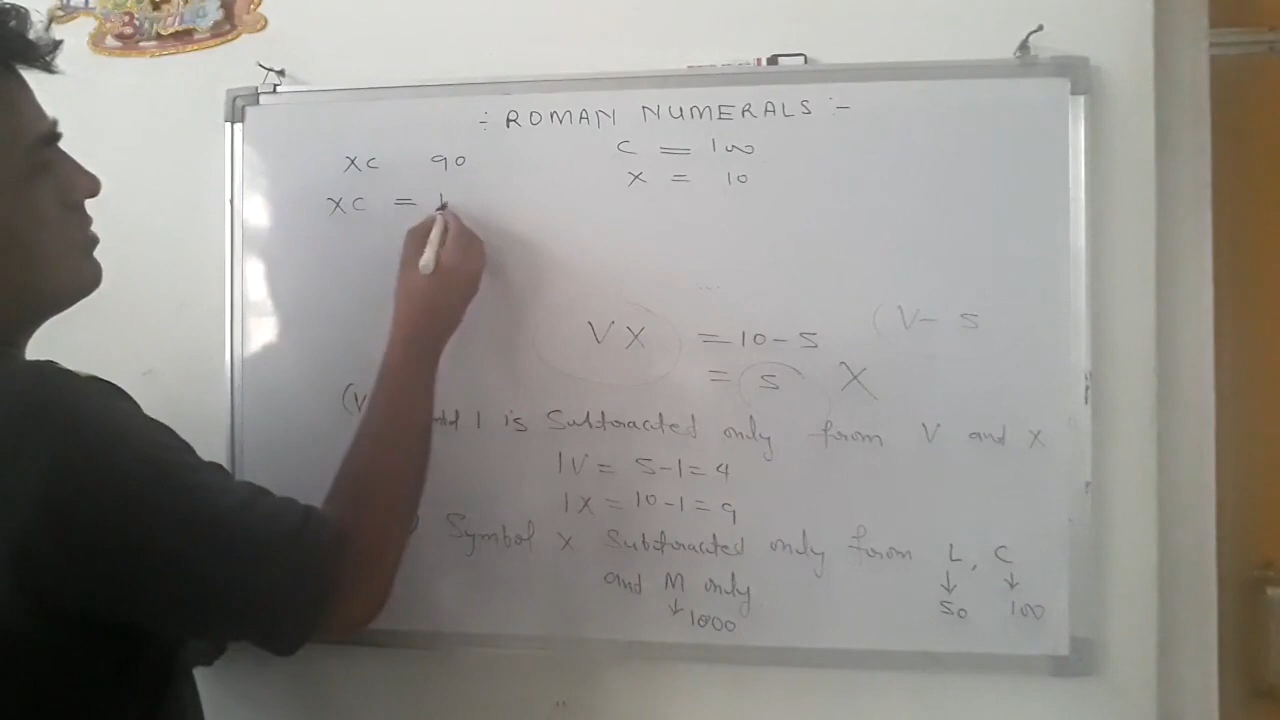 :- ROMAN NUMERALS :-
XC 90
C = 100
X = 10
XC = 1
(V- 5
VX = 10-5
= 5 X
(V I is Subtracted only from V and X
IV = 5-1=4
IX = 10-1=9
) Symbol X Subtracted only from L, C
and M only
↓ ↓ ↓
50 100
1000